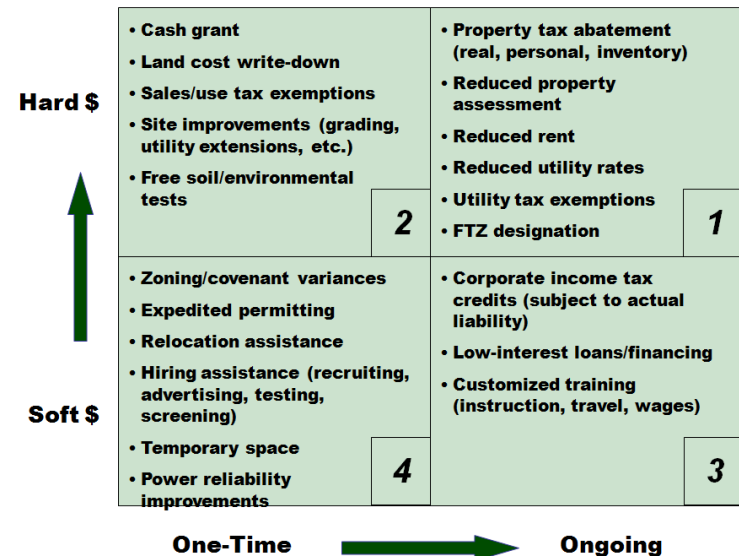 • Cash grant
• Land cost write-down
• Sales/use tax exemptions
• Site improvements (grading,
utility extensions, etc.)
• Free soil/environmental
tests
2
• Property tax abatement
(real, personal, inventory)
• Reduced property
assessment
• Reduced rent
• Reduced utility rates
• Utility tax exemptions
• FTZ designation
1
Hard $
• Zoning/covenant variances
• Expedited permitting
• Relocation assistance
• Hiring assistance (recruiting,
advertising, testing,
screening)
• Temporary space
• Power reliability
improvements
4
• Corporate income tax
credits (subject to actual
liability)
• Low-interest loans/financing
• Customized training
(instruction, travel, wages)
3
Soft $
One-Time
Ongoing